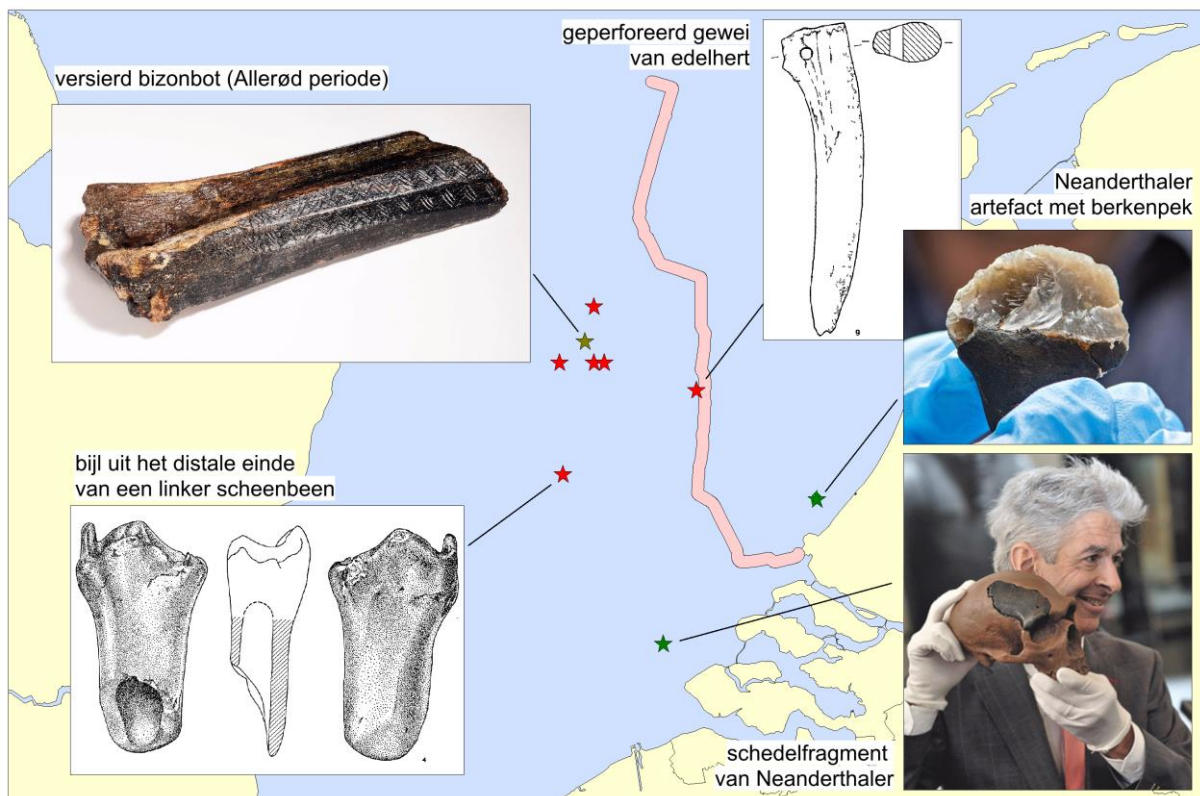 versierd bizonbot (Allerød periode)
geperforeerd gewei
van edelhert
g
Neanderthaler
artefact met berkenpek
bijl uit het distale einde
van een linker scheenbeen
4
schedelfragment
van Neanderthaler